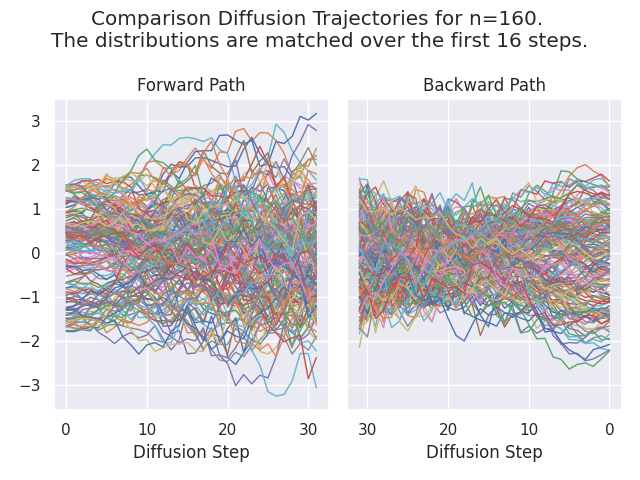 Comparison Diffusion Trajectories for n=160.
The distributions are matched over the first 16 steps.
Forward Path
Backward Path
3
2
1
0
−1
−2
−3
0 10 20 30
30 20 10 0
Diffusion Step
Diffusion Step